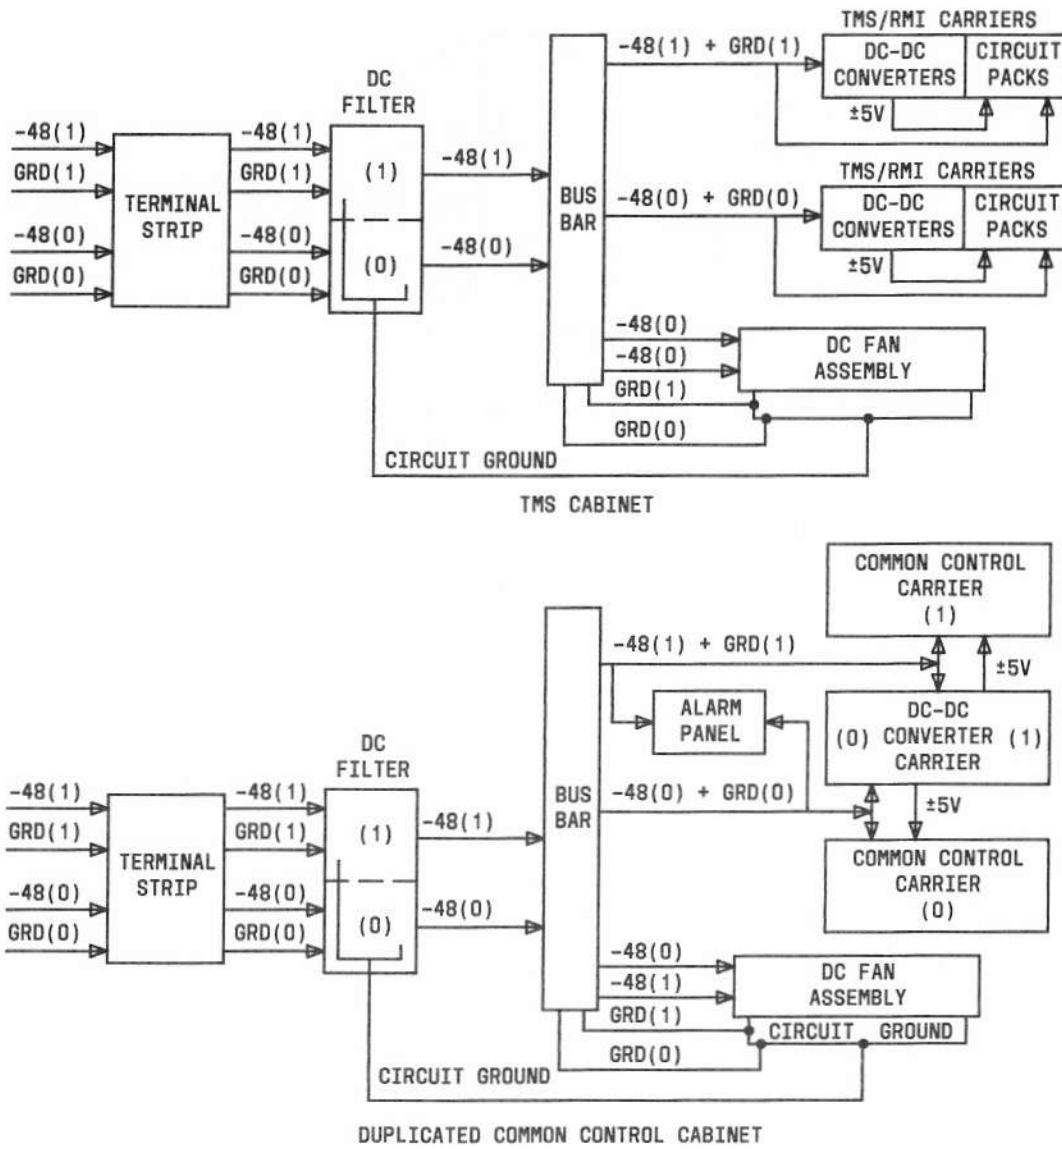 TMS/RMI CARRIERS
-48(1) + GRD(1)
DC-DC
CONVERTERS
CIRCUIT
PACKS
±5V
DC
FILTER
-48(1)
GRD(1)
-48(0)
GRD(0)
TERMINAL
STRIP
-48(1)
GRD(1)
-48(0)
GRD(0)
(1)
(0)
-48(1)
-48(0)
BUS
BAR
TMS/RMI CARRIERS
-48(0) + GRD(0)
DC-DC
CONVERTERS
CIRCUIT
PACKS
±5V
-48(0)
-48(0)
GRD(1)
GRD(0)
DC FAN
ASSEMBLY
CIRCUIT GROUND
TMS CABINET
COMMON CONTROL
CARRIER
(1)
-48(1) + GRD(1)
±5V
ALARM
PANEL
DC-DC
(0) CONVERTER (1)
CARRIER
DC
FILTER
-48(1)
GRD(1)
-48(0)
GRD(0)
TERMINAL
STRIP
-48(1)
GRD(1)
-48(0)
GRD(0)
(1)
(0)
-48(1)
-48(0)
BUS
BAR
-48(0) + GRD(0)
±5V
COMMON CONTROL
CARRIER
(0)
-48(0)
-48(1)
GRD(1)
GRD(0)
DC FAN
ASSEMBLY
CIRCUIT GROUND
CIRCUIT GROUND
DUPLICATED COMMON CONTROL CABINET